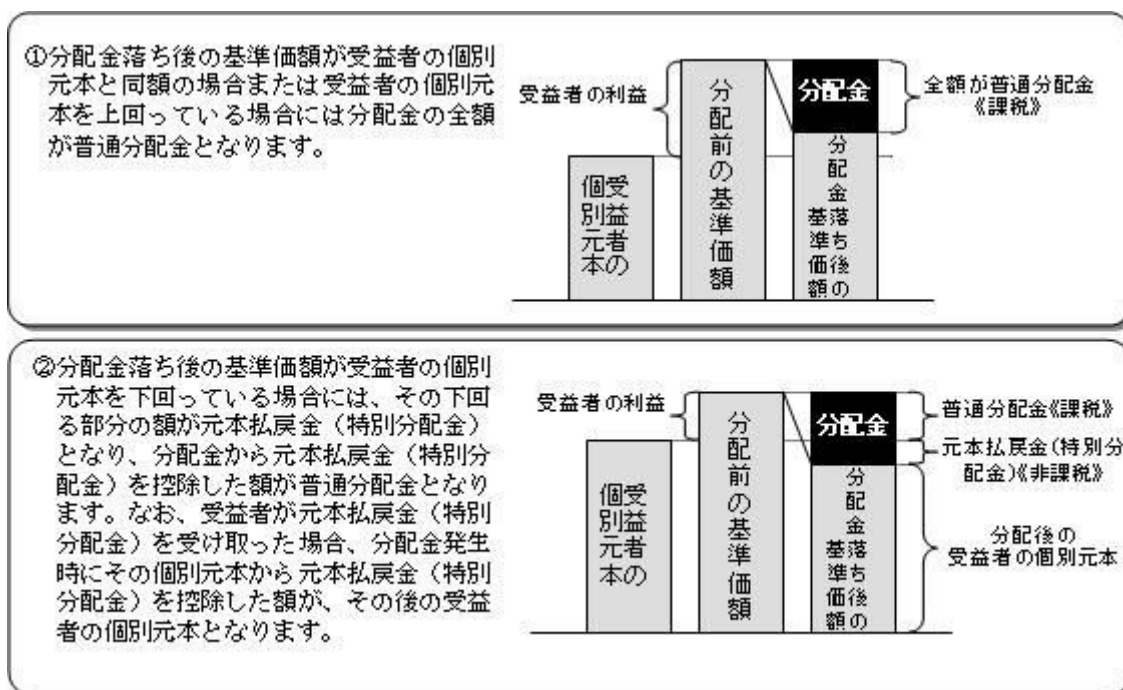 ①分配金落ち後の基準価額が受益者の個別
元本と同額の場合または受益者の個別元
本を上回っている場合には分配金の全額
が普通分配金となります。
受益者の利益
受益者の
個別元本
分配前の基準価額
分配金
分配金落ち後の
基準価額
全額が普通分配金
《課税》
②分配金落ち後の基準価額が受益者の個別
元本を下回っている場合には、その下回
る部分の額が元本払戻金（特別分配金）
となり、分配金から元本払戻金（特別分
配金）を控除した額が普通分配金となり
ます。なお、受益者が元本払戻金（特別
分配金）を受け取った場合、分配金発生
時にその個別元本から元本払戻金（特別
分配金）を控除した額が、その後の受益
者の個別元本となります。
受益者の利益
受益者の
個別元本
分配前の基準価額
分配金
分配金落ち後の
基準価額
普通分配金《課税》
元本払戻金(特別分
配金)《非課税》
分配後の
受益者の個別元本